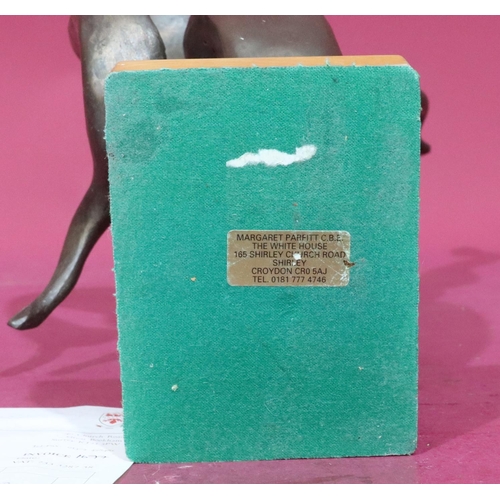 MARGARET PARFITT C.B.E.
THE WHITE HOUSE
165 SHIRLEY CHURCH ROAD
SHIRLEY
CROYDON CR0 5AJ
TEL. 0181 777 4746